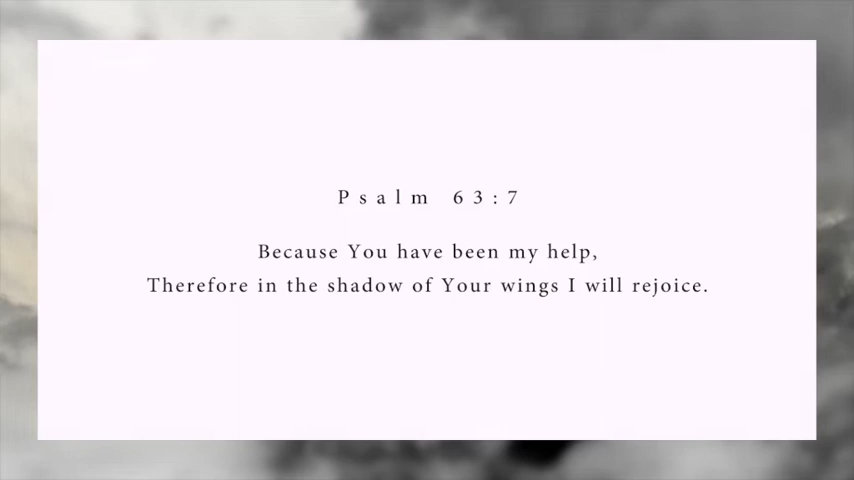 Psalm 63:7
Because You have been my help,
Therefore in the shadow of Your wings I will rejoice.